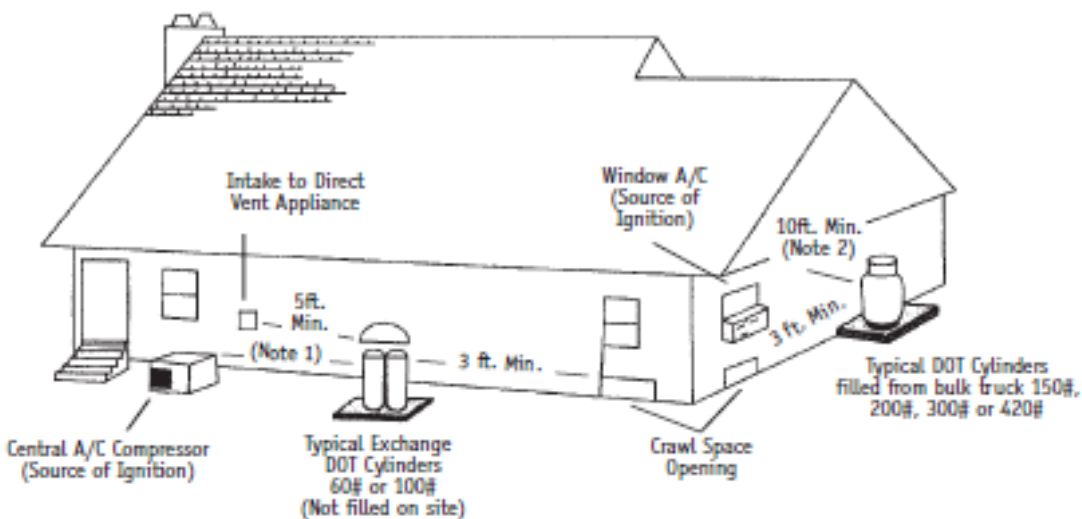 Intake to Direct
Vent Appliance
Window A/C
(Source of
Ignition)
10ft. Min.
(Note 2)
5ft.
Min.
(Note 1)
3 ft. Min.
3 ft. Min.
Central A/C Compressor
(Source of Ignition)
Typical Exchange
DOT Cylinders
60# or 100#
(Not filled on site)
Crawl Space
Opening
Typical DOT Cylinders
filled from bulk truck 150#,
200#, 300# or 420#